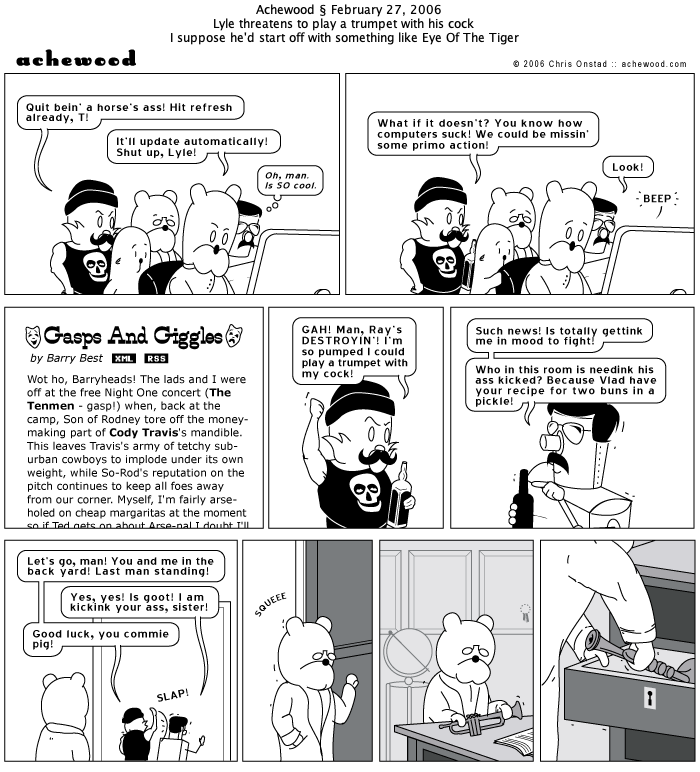 Achewood § February 27, 2006
Lyle threatens to play a trumpet with his cock
I suppose he'd start off with something like Eye Of The Tiger
achewood
© 2006 Chris Onstad :: achewood.com
Quit bein' a horse's ass! Hit refresh
already, T!
It'll update automatically!
Shut up, Lyle!
Oh, man.
Is SO cool.
What if it doesn't? You know how
computers suck! We could be missin'
some primo action!
Look!
BEEP
Gasps And Giggles
by Barry Best XML RSS
Wot ho, Barryheads! The lads and I were
off at the free Night One concert (The
Tenmen - gasp!) when, back at the
camp, Son of Rodney tore off the money-
making part of Cody Travis's mandible.
This leaves Travis's army of tetchy sub-
urban cowboys to implode under its own
weight, while So-Rod's reputation on the
pitch continues to keep all foes away
from our corner. Myself, I'm fairly arse-
holed on cheap margaritas at the moment
so if Ted gets on about Arse-nal I doubt I'll
GAH! Man, Ray's
DESTROYIN'! I'm
so pumped I could
play a trumpet with
my cock!
Such news! Is totally gettink
me in mood to fight!
Who in this room is needink his
ass kicked? Because Vlad have
your recipe for two buns in a
pickle!
Let's go, man! You and me in the
back yard! Last man standing!
Yes, yes! Is goot! I am
kickink your ass, sister!
Good luck, you commie
pig!
SLAP!
SQUEEE